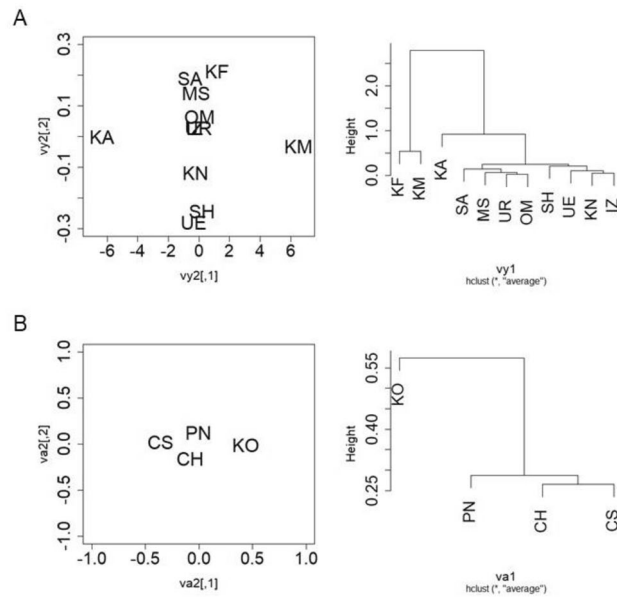 A
vy2[,2]
0.3
0.1
-0.1
-0.3
SA
KF
MS
OM
UR
KA
KM
KN
SH
UE
-6
-4
-2
0
2
4
6
vy2[,1]
Height
2.0
1.0
0.0
KF
KM
KA
SA
MS
UR
OM
SH
UE
KN
IZ
vy1
hclust (*, "average")
B
va2[,2]
1.0
0.5
0.0
-0.5
-1.0
CS
PN
CH
KO
-1.0
-0.5
0.0
0.5
1.0
va2[,1]
Height
0.55
0.40
0.25
KO
PN
CH
CS
va1
hclust (*, "average")